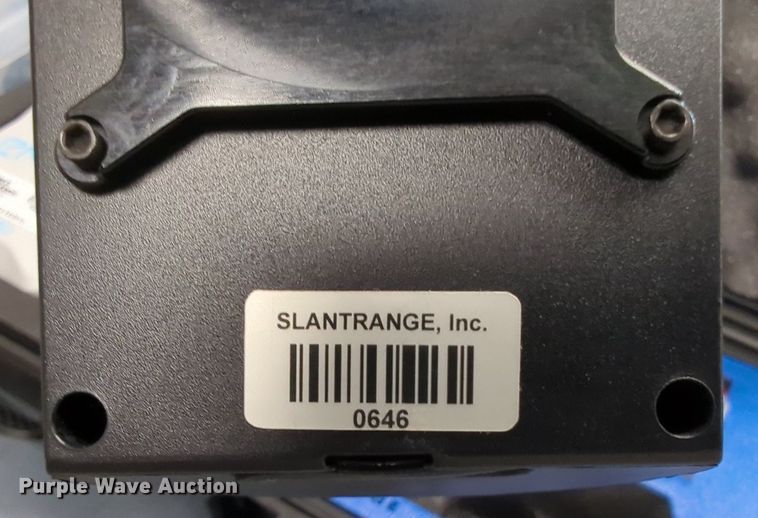 SLANTRANGE, Inc.
0646
Purple Wave Auction